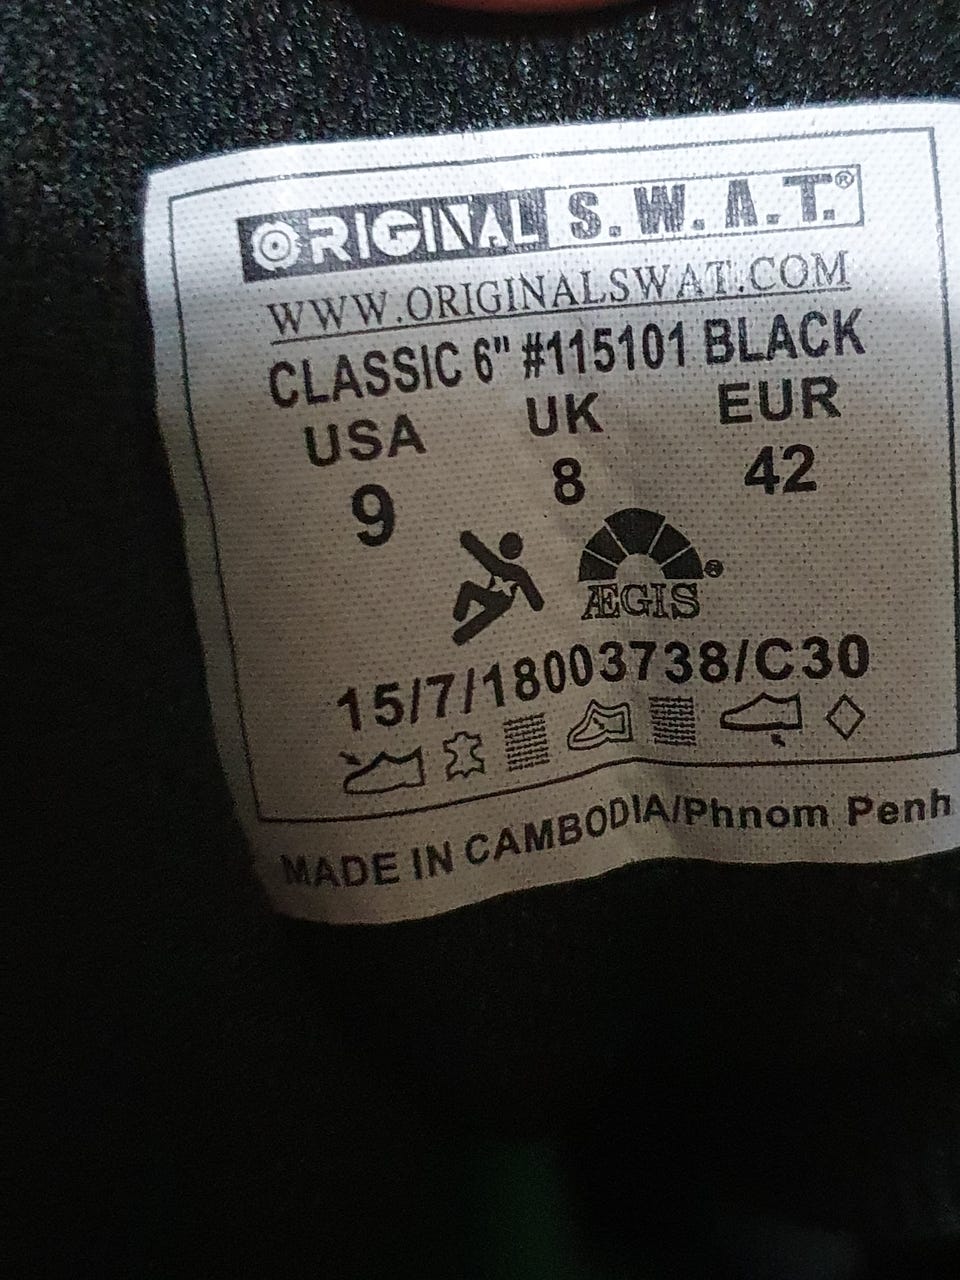 ORIGINAL S.W.A.T.®
WWW.ORIGINALSWAT.COM
CLASSIC 6" #115101 BLACK
USA UK EUR
9 8 42
ÆGIS®
15/7/18003738/C30
MADE IN CAMBODIA/Phnom Penh